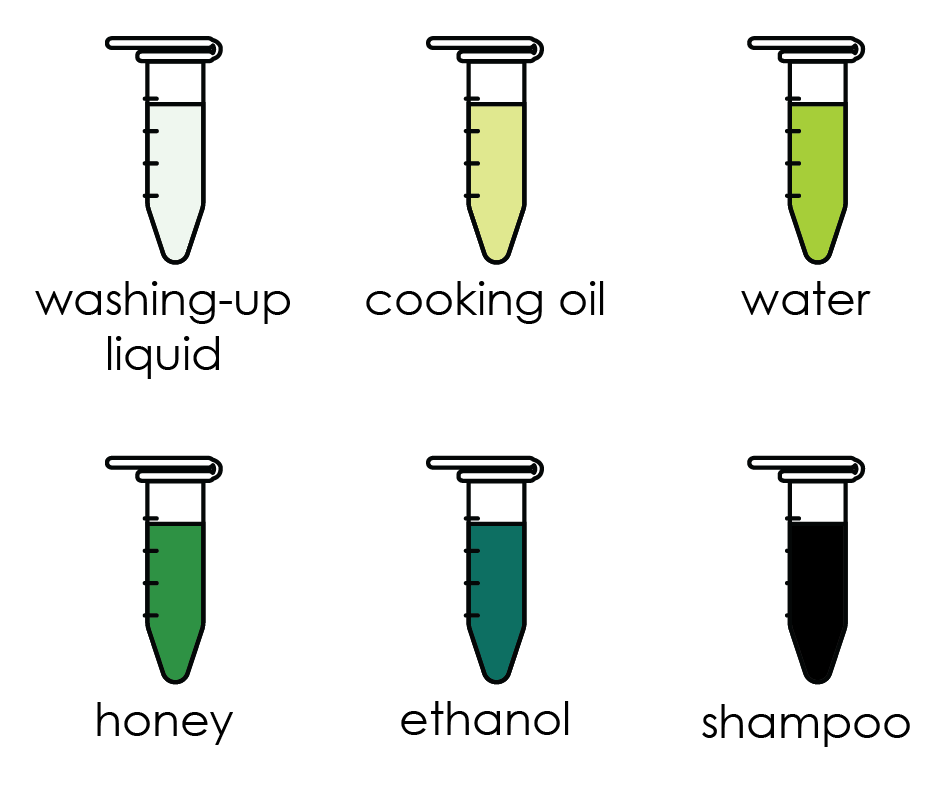 washing-up
liquid
cooking oil
water
honey
ethanol
shampoo